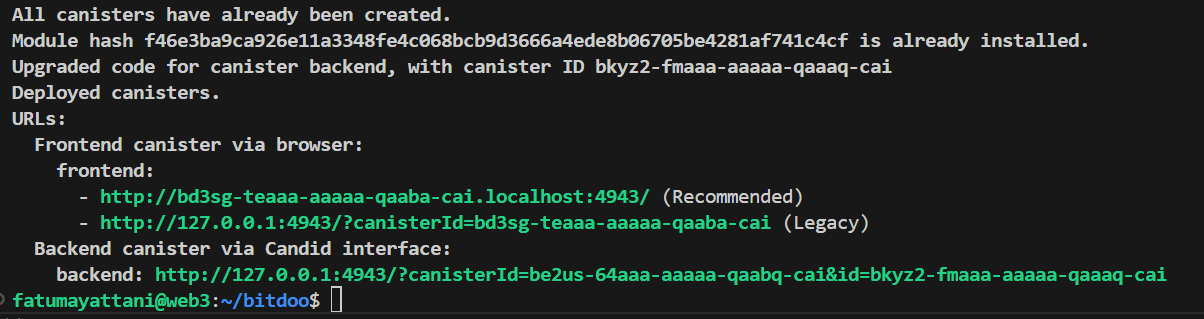 All canisters have already been created.
Module hash f46e3ba9ca926e11a3348fe4c068bcb9d3666a4ede8b06705be4281af741c4cf is already installed.
Upgraded code for canister backend, with canister ID bkyz2-fmaaa-aaaaa-qaaaq-cai
Deployed canisters.
URLs:
  Frontend canister via browser:
    frontend:
      - http://bd3sg-teaaa-aaaaa-qaaba-cai.localhost:4943/ (Recommended)
      - http://127.0.0.1:4943/?canisterId=bd3sg-teaaa-aaaaa-qaaba-cai (Legacy)
  Backend canister via Candid interface:
    backend: http://127.0.0.1:4943/?canisterId=be2us-64aaa-aaaaa-qaabq-cai&id=bkyz2-fmaaa-aaaaa-qaaaq-cai
fatumayattani@web3:~/bitdoo$